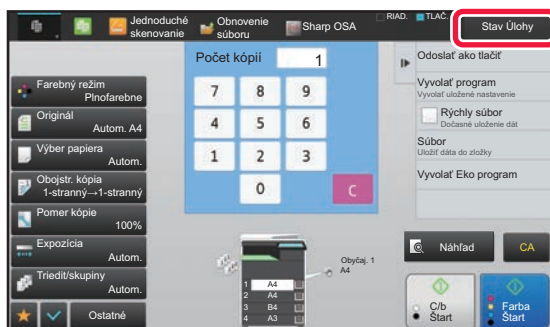 Jednoduché
skenovanie
Obnovenie
súboru
Sharp OSA
RIAD.
TLAČ.
Stav Úlohy
Počet kópií
1
7 8 9
4 5 6
1 2 3
0 C
Farebný režim
Plnofarebne
Originál
Autom. A4
Výber papiera
Autom.
Obojstr. kópia
1-stranný→1-stranný
Pomer kópie
100%
Expozícia
Autom.
Triediť/skupiny
Autom.
Ostatné
Obyčaj. 1
A4
1 A4
2 A4
3 B4
4 A3
Odoslať ako tlačiť
Vyvolať program
Vyvolať uložené nastavenie
Rýchly súbor
Dočasné uloženie dát
Súbor
Uložiť dáta do zložky
Vyvolať Eko program
Náhľad
CA
C/b
Štart
Farba
Štart